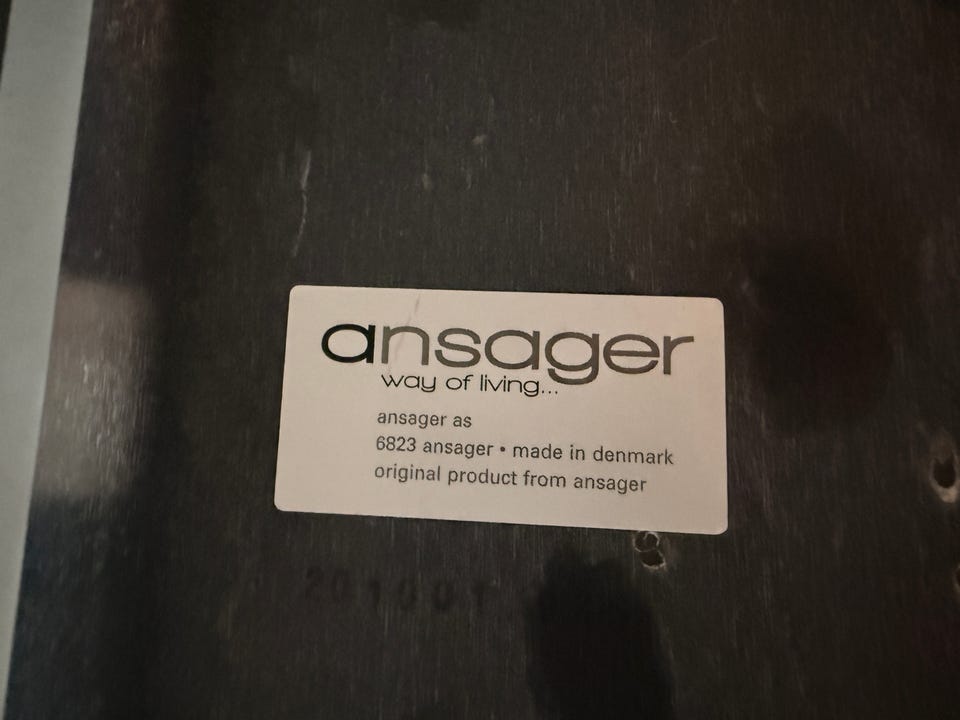 ansager
way of living...
ansager as
6823 ansager • made in denmark
original product from ansager